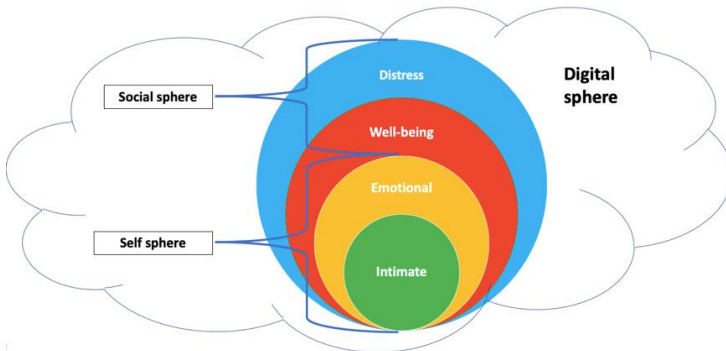 Distress
Digital
sphere
Social sphere
Well-being
Emotional
Self sphere
Intimate